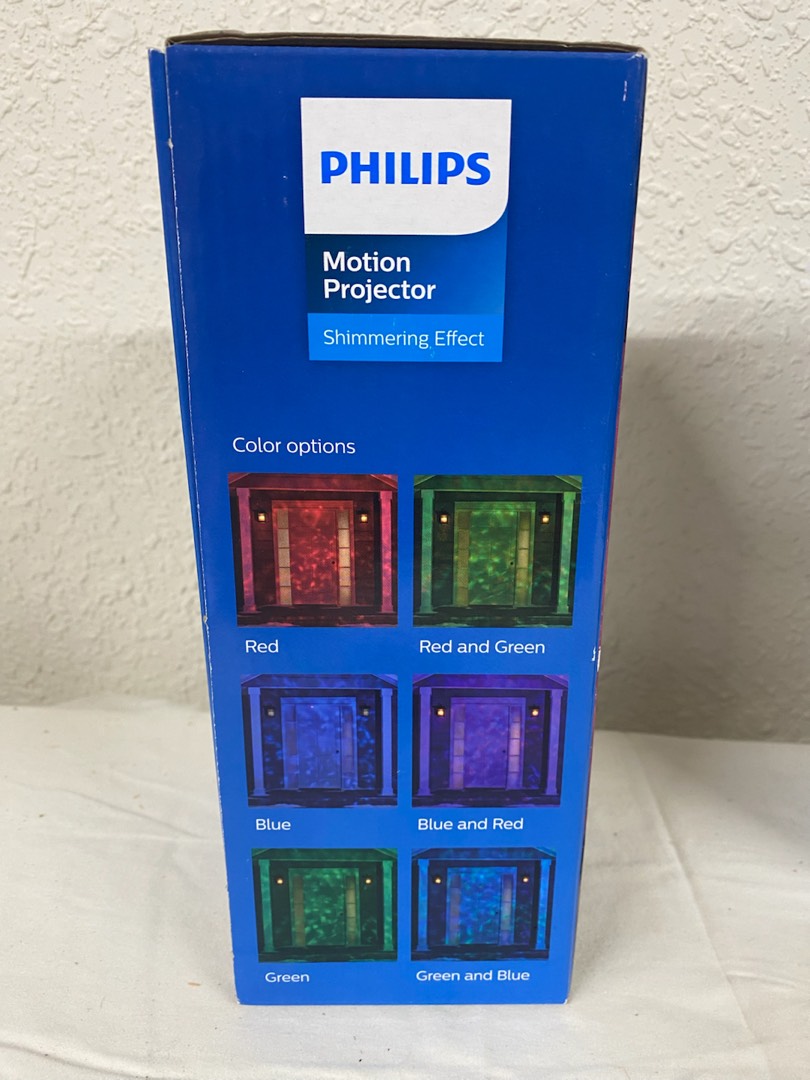 PHILIPS
Motion
Projector
Shimmering Effect
Color options
Red
Red and Green
Blue
Blue and Red
Green
Green and Blue